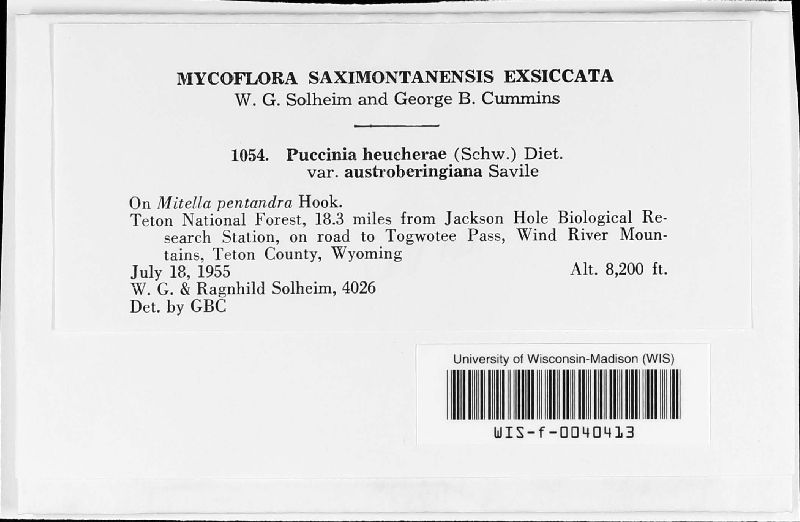 MYCOFLORA SAXIMONTANENSIS EXSICCATA
W. G. Solheim and George B. Cummins
1054. Puccinia heucherae (Schw.) Diet.
var. austroberingiana Savile
On Mitella pentandra Hook.
Teton National Forest, 18.3 miles from Jackson Hole Biological Re-
search Station, on road to Togwotee Pass, Wind River Moun-
tains, Teton County, Wyoming
July 18, 1955 Alt. 8,200 ft.
W. G. & Ragnhild Solheim, 4026
Det. by GBC
University of Wisconsin-Madison (WIS)
WIS-f-0040413